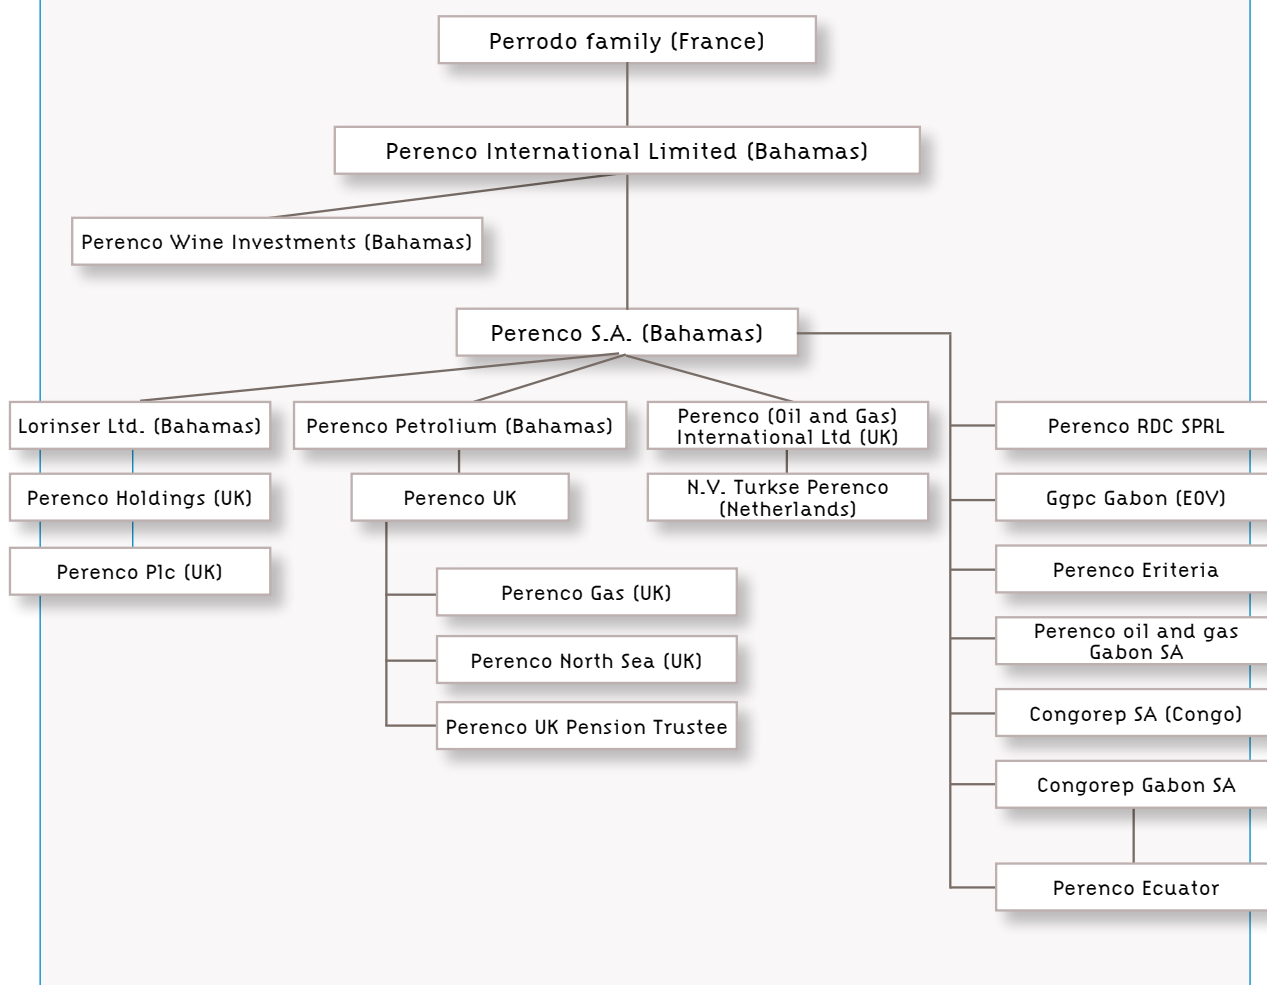 Perrodo family (France)
Perenco International Limited (Bahamas)
Perenco Wine Investments (Bahamas)
Perenco S.A. (Bahamas)
Lorinser Ltd. (Bahamas)
Perenco Holdings (UK)
Perenco Plc (UK)
Perenco Petrolium (Bahamas)
Perenco UK
Perenco Gas (UK)
Perenco North Sea (UK)
Perenco UK Pension Trustee
Perenco (Oil and Gas)
International Ltd (UK)
N.V. Turkse Perenco
(Netherlands)
Perenco RDC SPRL
Ggpc Gabon (EOV)
Perenco Eriteria
Perenco oil and gas
Gabon SA
Congorep SA (Congo)
Congorep Gabon SA
Perenco Ecuator